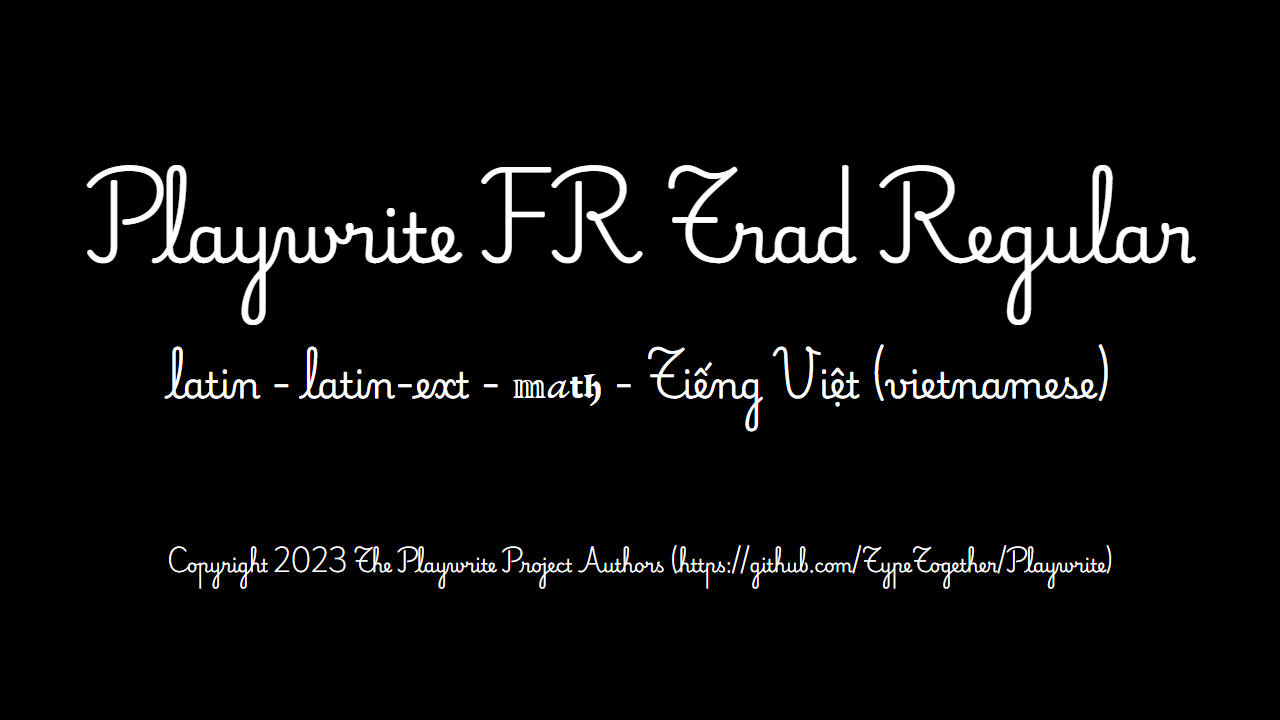 Playwrite FR Trad Regular
latin - latin-ext - 𝕞𝑎𝐭𝖍 - Tiếng Việt (vietnamese)
Copyright 2023 The Playwrite Project Authors (https://github.com/TypeTogether/Playwrite)